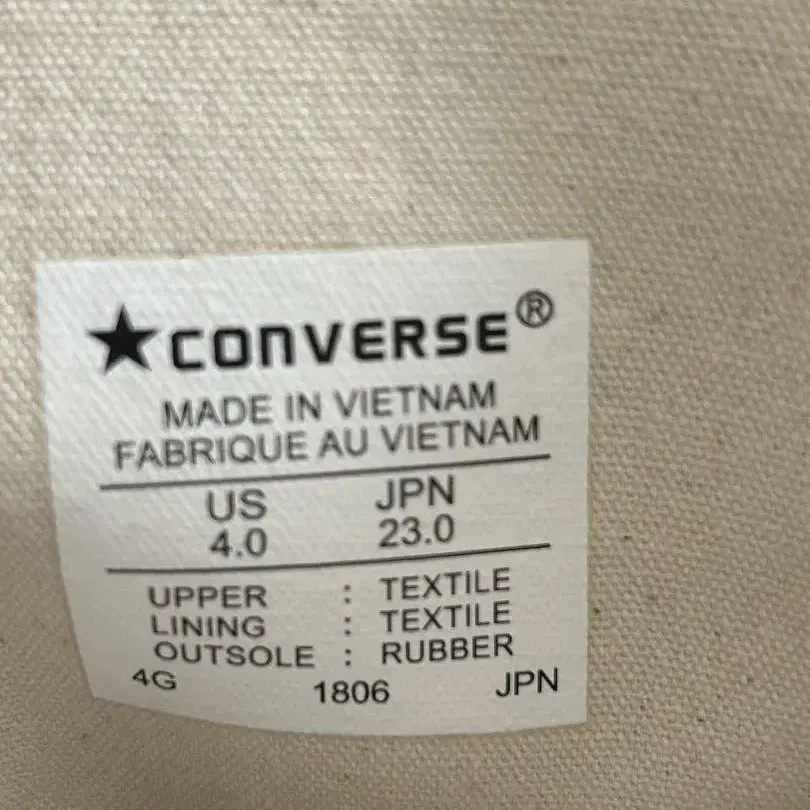 ★CONVERSE®
MADE IN VIETNAM
FABRIQUE AU VIETNAM
US JPN
4.0 23.0
UPPER : TEXTILE
LINING : TEXTILE
OUTSOLE : RUBBER
4G 1806 JPN